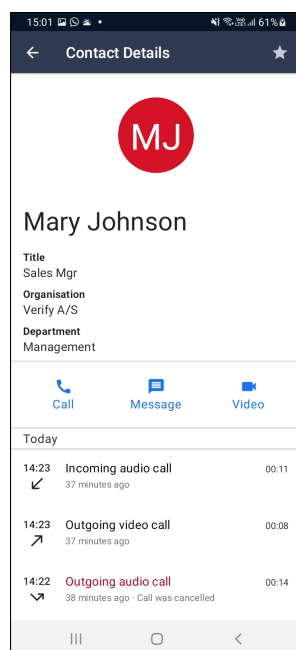 15:01
61%
Contact Details
MJ
Mary Johnson
Title
Sales Mgr
Organisation
Verify A/S
Department
Management
Call Message Video
Today
14:23 Incoming audio call 00:11
37 minutes ago
14:23 Outgoing video call 00:08
37 minutes ago
14:22 Outgoing audio call 00:14
38 minutes ago · Call was cancelled